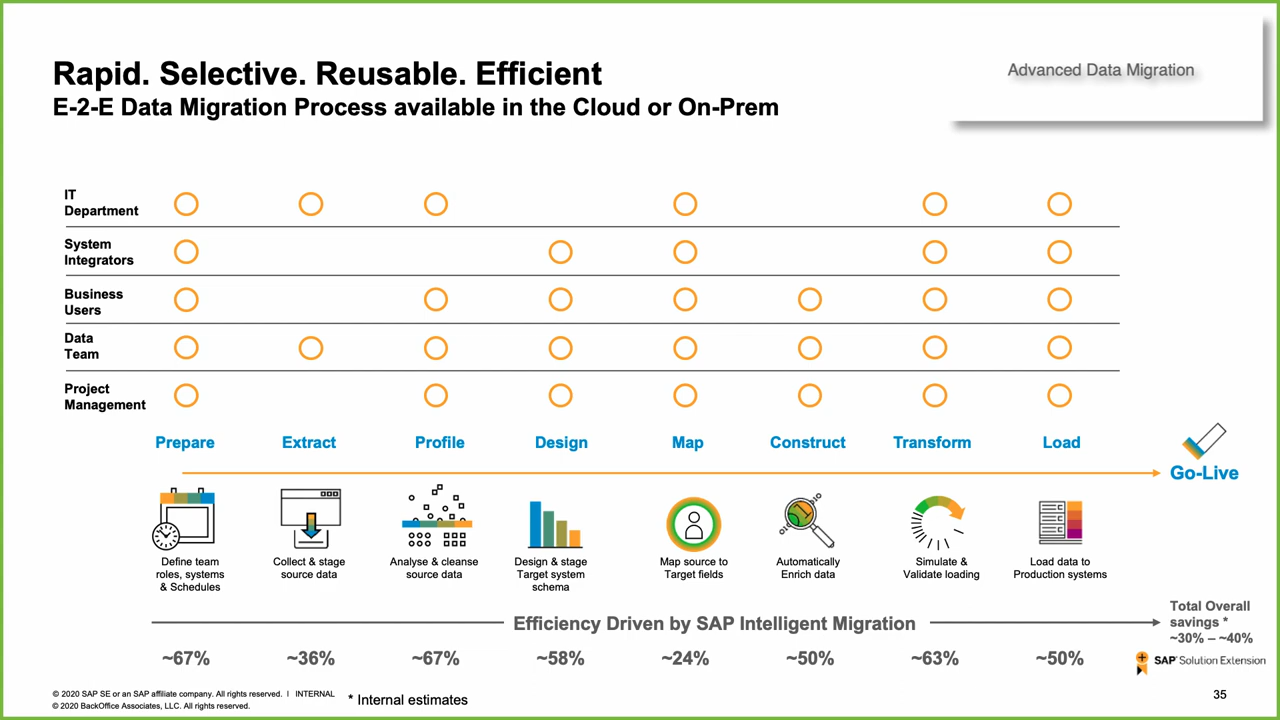 Rapid. Selective. Reusable. Efficient
E-2-E Data Migration Process available in the Cloud or On-Prem
Advanced Data Migration
IT
Department
System
Integrators
Business
Users
Data
Team
Project
Management
Prepare Extract Profile Design Map Construct Transform Load
Go-Live
Define team
roles, systems
& Schedules
Collect & stage
source data
Analyse & cleanse
source data
Design & stage
Target system
schema
Map source to
Target fields
Automatically
Enrich data
Simulate &
Validate loading
Load data to
Production systems
Efficiency Driven by SAP Intelligent Migration
Total Overall
savings *
~30% – ~40%
~67% ~36% ~67% ~58% ~24% ~50% ~63% ~50%
SAP® Solution Extension
© 2020 SAP SE or an SAP affiliate company. All rights reserved. I INTERNAL
© 2020 BackOffice Associates, LLC. All rights reserved.
* Internal estimates
35